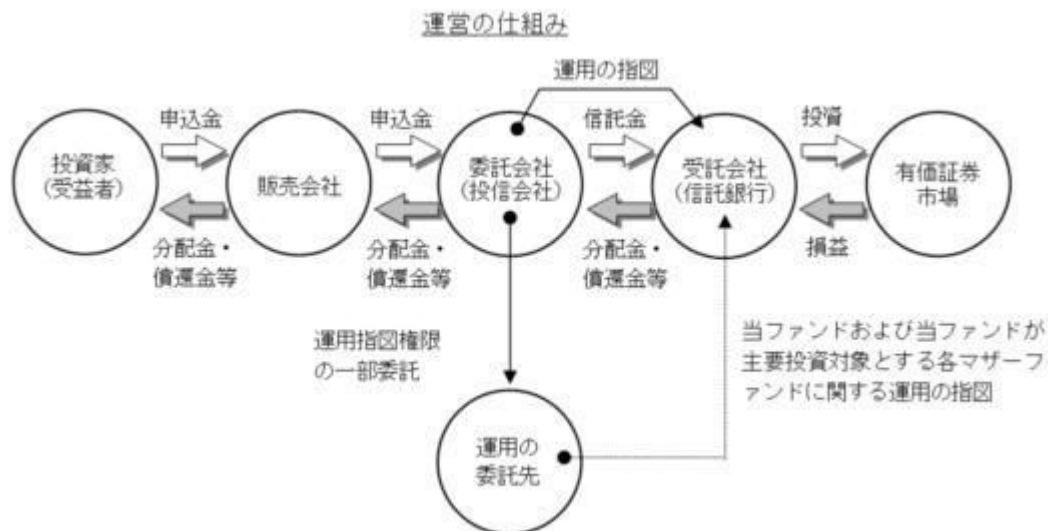 運営の仕組み
運用の指図
申込金
申込金
信託金
投資
投資家
(受益者)
販売会社
委託会社
(投信会社)
受託会社
(信託銀行)
有価証券
市場
分配金・
償還金等
分配金・
償還金等
分配金・
償還金等
損益
運用指図権限
の一部委託
当ファンドおよび当ファンドが
主要投資対象とする各マザーフ
ァンドに関する運用の指図
運用の
委託先